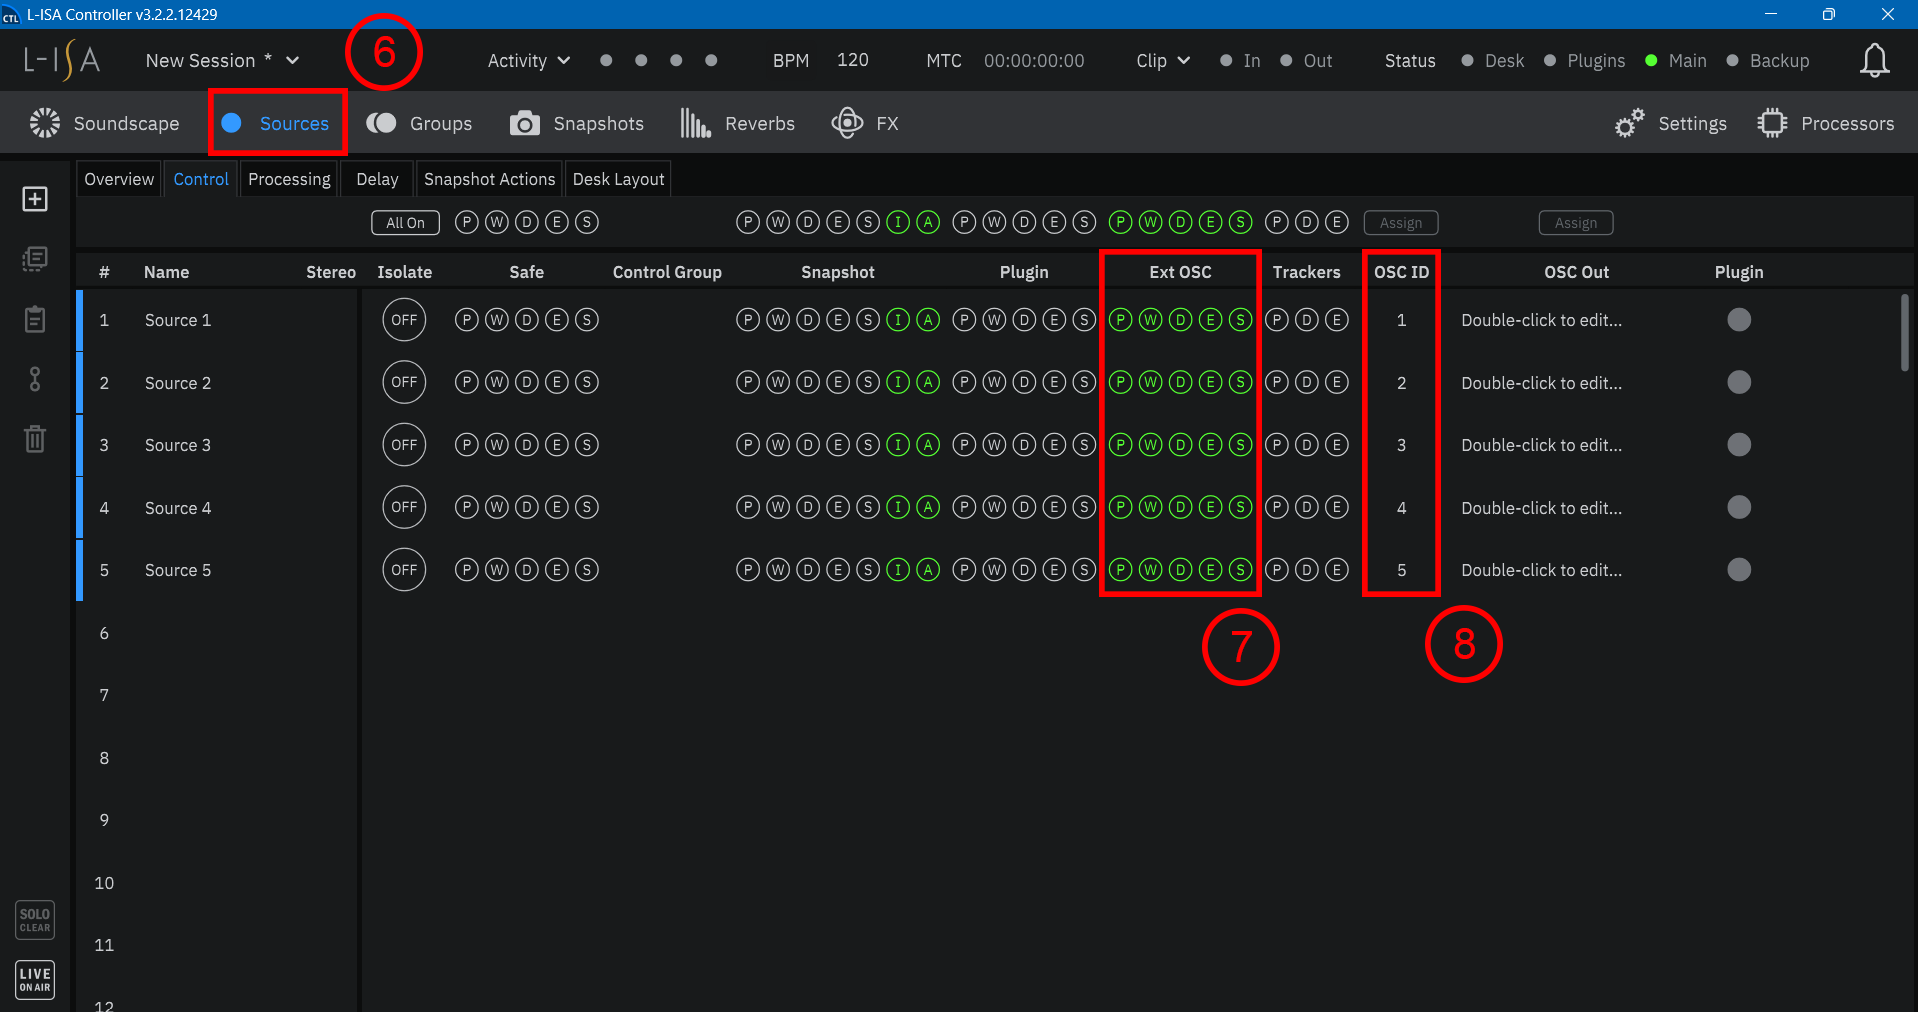 CTL L-ISA Controller v3.2.2.12429
L-ISA New Session * 6 Activity BPM 120 MTC 00:00:00:00 Clip In Out Status Desk Plugins Main Backup
Soundscape Sources Groups Snapshots Reverbs FX Settings Processors
Overview Control Processing Delay Snapshot Actions Desk Layout
All On P W D E S P W D E S I A P W D E S P W D E S P D E Assign Assign
# Name Stereo Isolate Safe Control Group Snapshot Plugin Ext OSC Trackers OSC ID OSC Out Plugin
1 Source 1 OFF P W D E S P W D E S I A P W D E S P W D E S P D E 1 Double-click to edit...
2 Source 2 OFF P W D E S P W D E S I A P W D E S P W D E S P D E 2 Double-click to edit...
3 Source 3 OFF P W D E S P W D E S I A P W D E S P W D E S P D E 3 Double-click to edit...
4 Source 4 OFF P W D E S P W D E S I A P W D E S P W D E S P D E 4 Double-click to edit...
5 Source 5 OFF P W D E S P W D E S I A P W D E S P W D E S P D E 5 Double-click to edit...
6
7 8
7
8
9
10
SOLO
CLEAR
11
LIVE
ON AIR
12